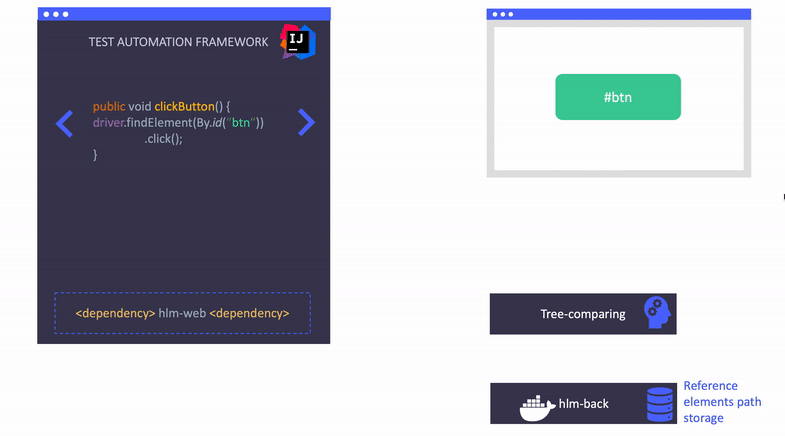 TEST AUTOMATION FRAMEWORK
IJ
public void clickButton() {
driver.findElement(By.id("btn"))
.click();
}
<dependency> hlm-web <dependency>
#btn
Tree-comparing
hlm-back
Reference
elements path
storage